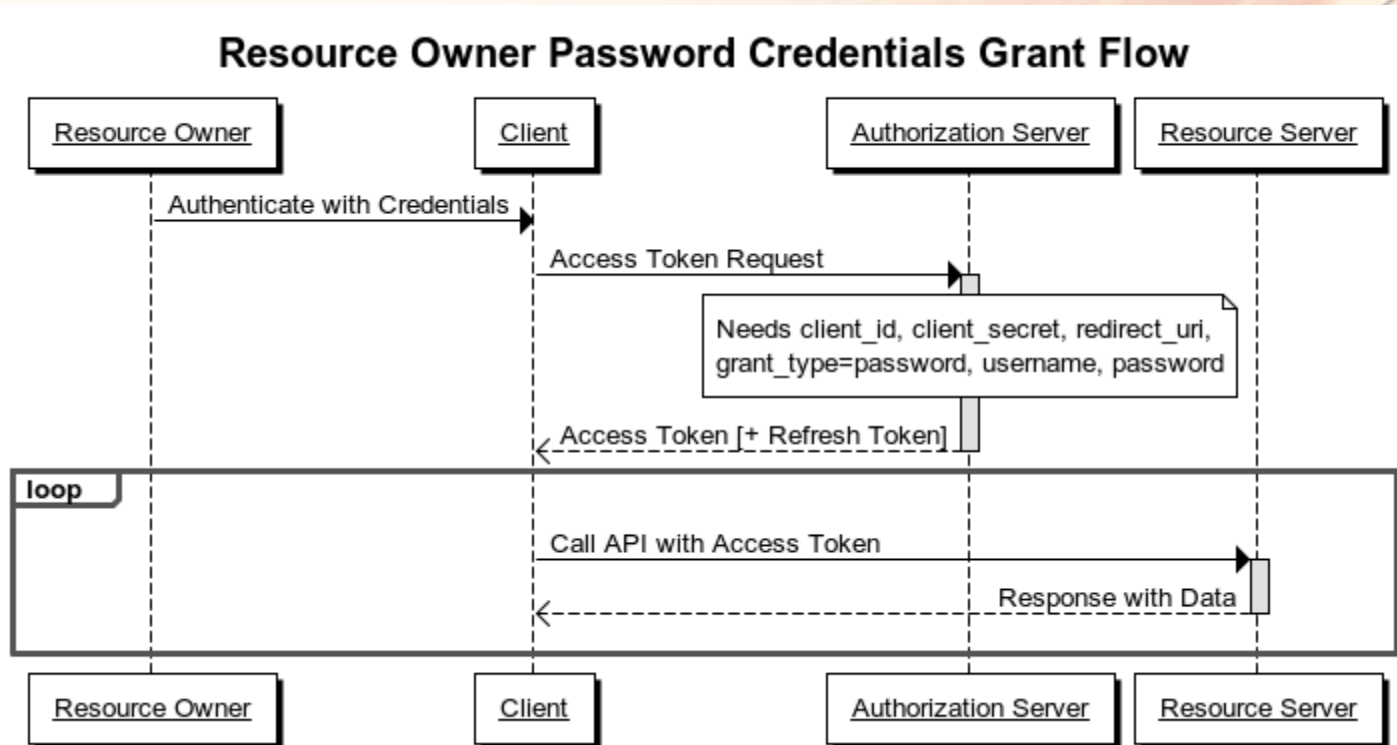 Resource Owner Password Credentials Grant Flow
Resource Owner
Client
Authorization Server
Resource Server
Authenticate with Credentials
Access Token Request
Needs client_id, client_secret, redirect_uri,
grant_type=password, username, password
Access Token [+ Refresh Token]
loop
Call API with Access Token
Response with Data
Resource Owner
Client
Authorization Server
Resource Server